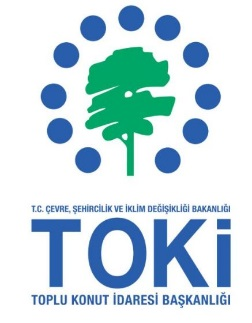 T.C. ÇEVRE, ŞEHİRCİLİK VE İKLİM DEĞİŞİKLİĞİ BAKANLIĞI
TOKİ
TOPLU KONUT İDARESİ BAŞKANLIĞI